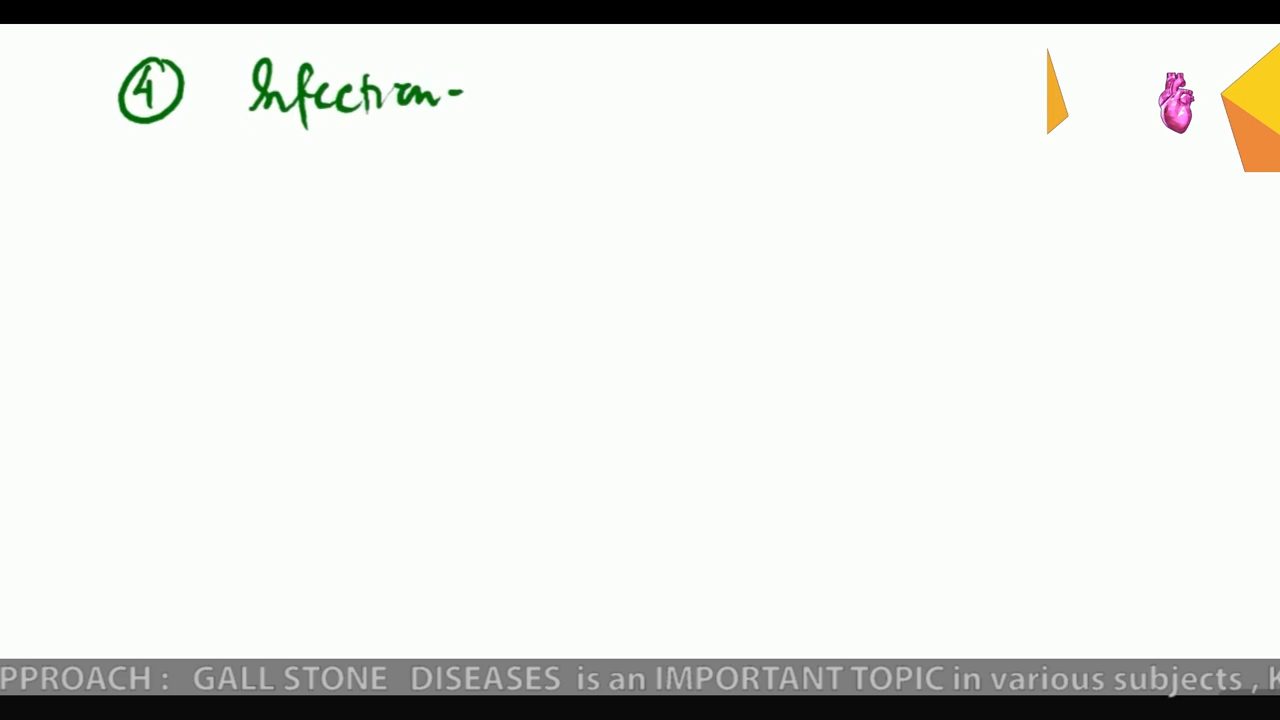 4 Infection -
PPROACH : GALL STONE DISEASES is an IMPORTANT TOPIC in various subjects , K